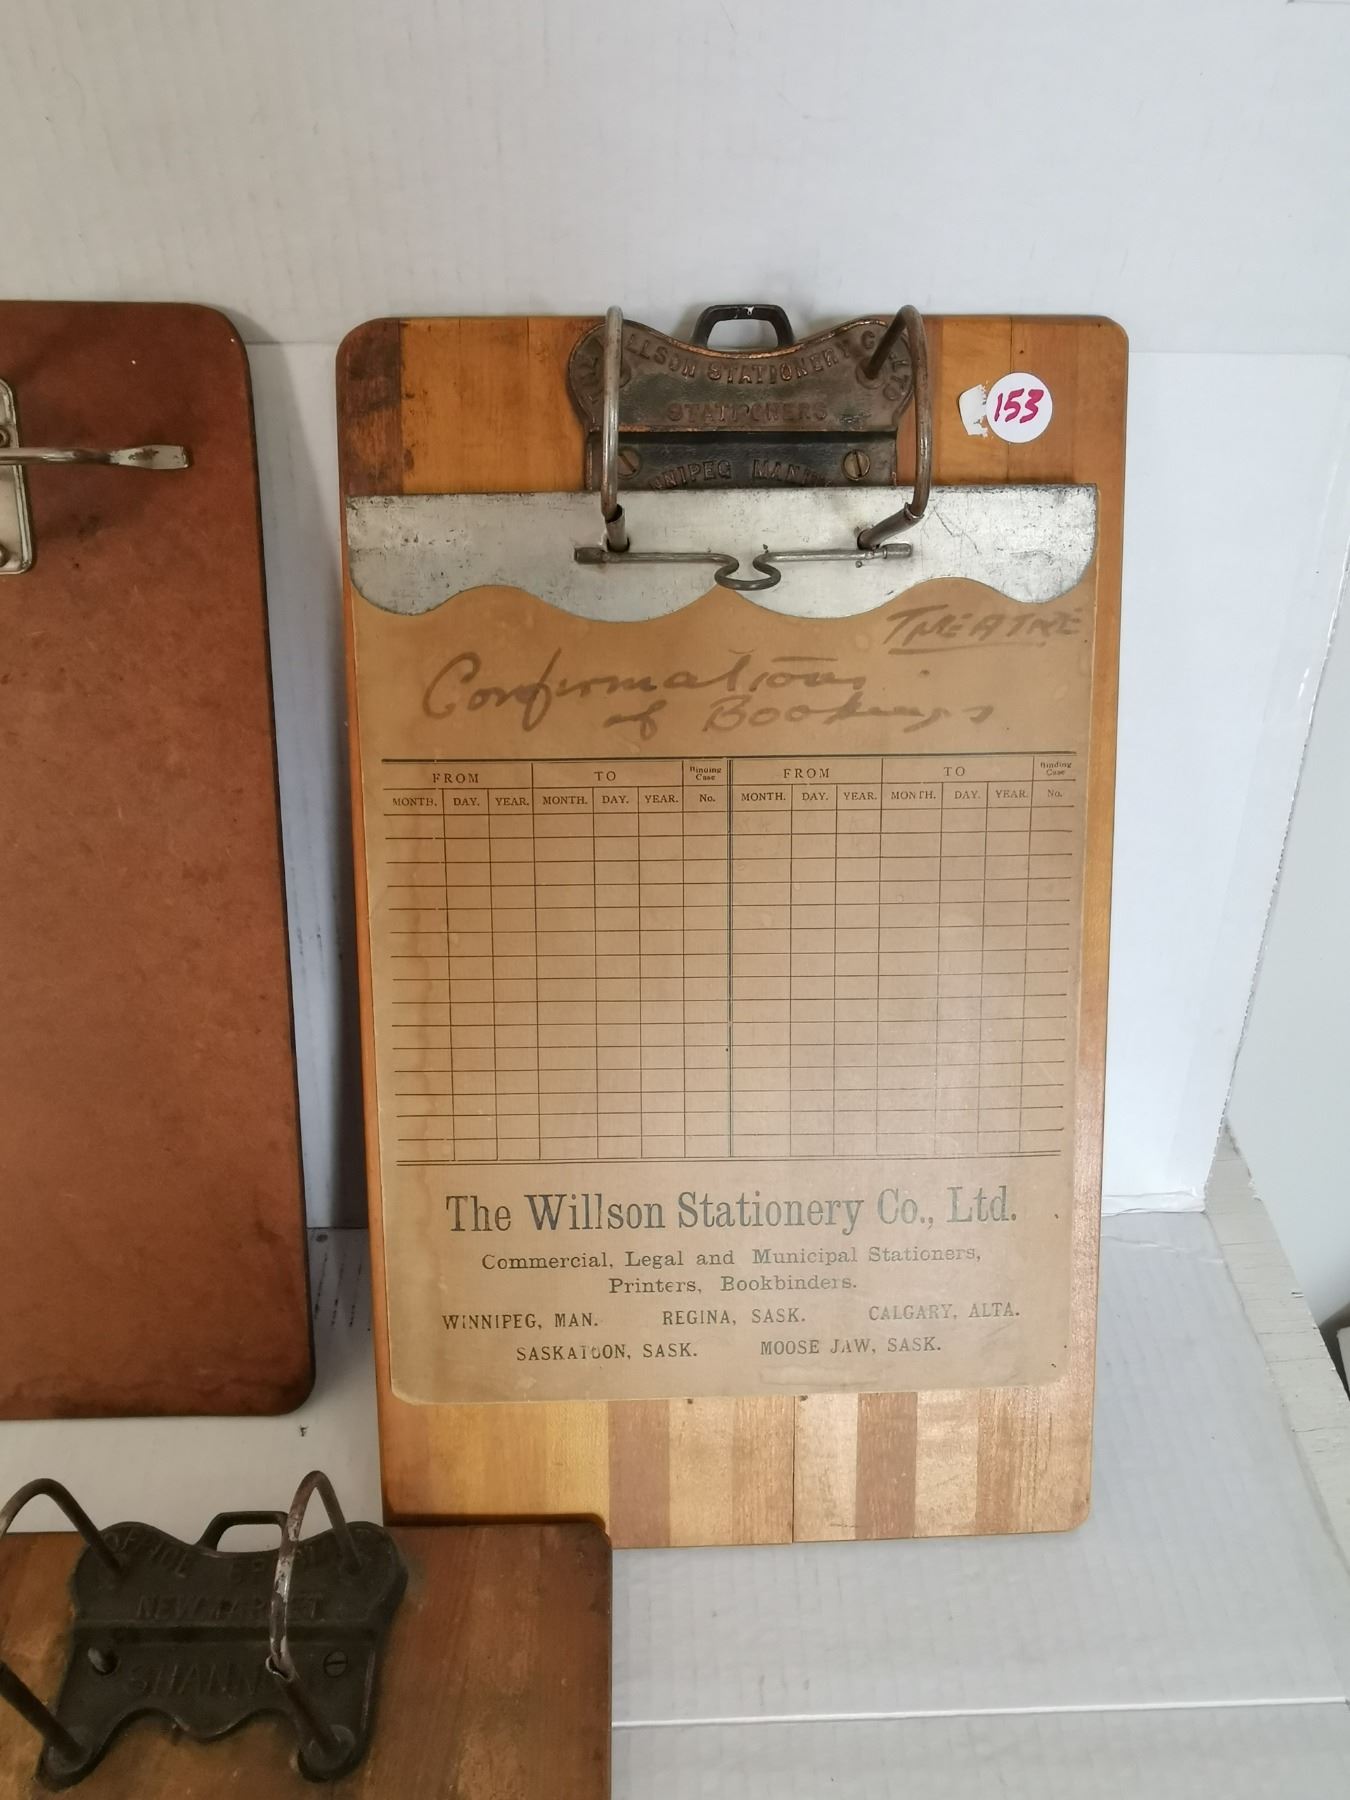 WILLSON STATIONERY CO LTD
STATIONERS
WINNIPEG MAN
153
THEATRE
Confirmations
of Bookings
FROM TO Binding Case FROM TO Binding Case
MONTH. DAY. YEAR. MONTH. DAY. YEAR. No. MONTH. DAY. YEAR. MONTH. DAY. YEAR. No.
The Willson Stationery Co., Ltd.
Commercial, Legal and Municipal Stationers,
Printers, Bookbinders.
WINNIPEG, MAN. REGINA, SASK. CALGARY, ALTA.
SASKATOON, SASK. MOOSE JAW, SASK.
OFFICE
NEWMARKET